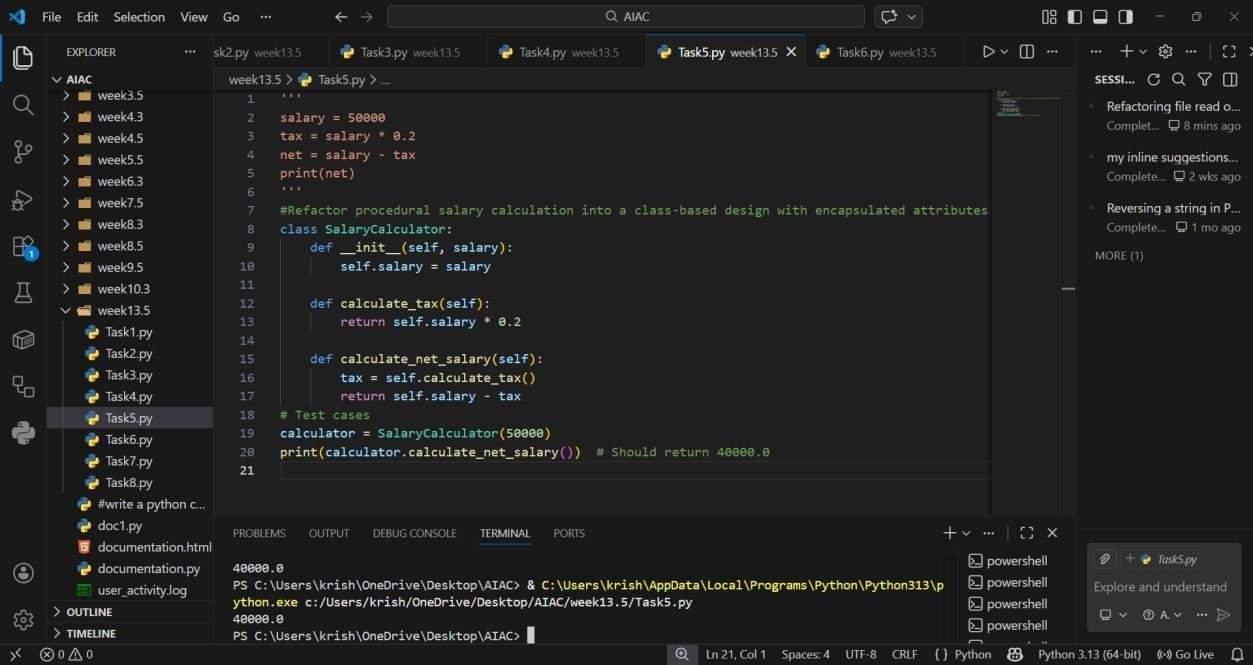 File Edit Selection View Go ··· AIAC
EXPLORER ···
AIAC
week3.5
week4.3
week4.5
week5.5
week6.3
week7.5
week8.3
week8.5
week9.5
week10.3
week13.5
Task1.py
Task2.py
Task3.py
Task4.py
Task5.py
Task6.py
Task7.py
Task8.py
#write a python c...
doc1.py
documentation.html
documentation.py
user_activity.log
OUTLINE
TIMELINE
1
sk2.py week13.5 Task3.py week13.5 Task4.py week13.5 Task5.py week13.5 Task6.py week13.5
week13.5 > Task5.py > ...
1 '''
2 salary = 50000
3 tax = salary * 0.2
4 net = salary - tax
5 print(net)
6 '''
7 #Refactor procedural salary calculation into a class-based design with encapsulated attributes
8 class SalaryCalculator:
9     def __init__(self, salary):
10         self.salary = salary
11
12     def calculate_tax(self):
13         return self.salary * 0.2
14
15     def calculate_net_salary(self):
16         tax = self.calculate_tax()
17         return self.salary - tax
18 # Test cases
19 calculator = SalaryCalculator(50000)
20 print(calculator.calculate_net_salary())  # Should return 40000.0
21
PROBLEMS OUTPUT DEBUG CONSOLE TERMINAL PORTS
40000.0
PS C:\Users\krish\OneDrive\Desktop\AIAC> & C:\Users\krish\AppData\Local\Programs\Python\Python313\p
ython.exe c:/Users/krish/OneDrive/Desktop/AIAC/week13.5/Task5.py
40000.0
PS C:\Users\krish\OneDrive\Desktop\AIAC>
powershell
powershell
powershell
powershell
SESSI...
Refactoring file read o...
Complet... 8 mins ago
my inline suggestions...
Complete... 2 wks ago
Reversing a string in P...
Complete... 1 mo ago
MORE (1)
Task5.py
Explore and understand
A.
0 0 Ln 21, Col 1 Spaces: 4 UTF-8 CRLF { } Python Python 3.13 (64-bit) Go Live